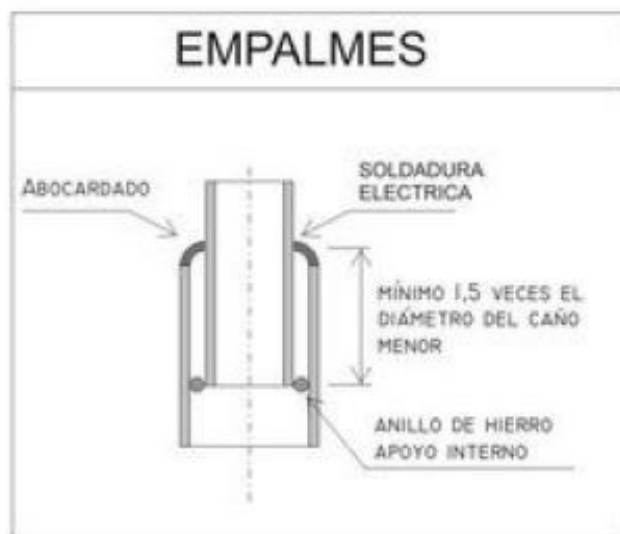 EMPALMES
ABOCARDADO
SOLDADURA
ELECTRICA
MÍNIMO 1,5 VECES EL
DIÁMETRO DEL CAÑO
MENOR
ANILLO DE HIERRO
APOYO INTERNO